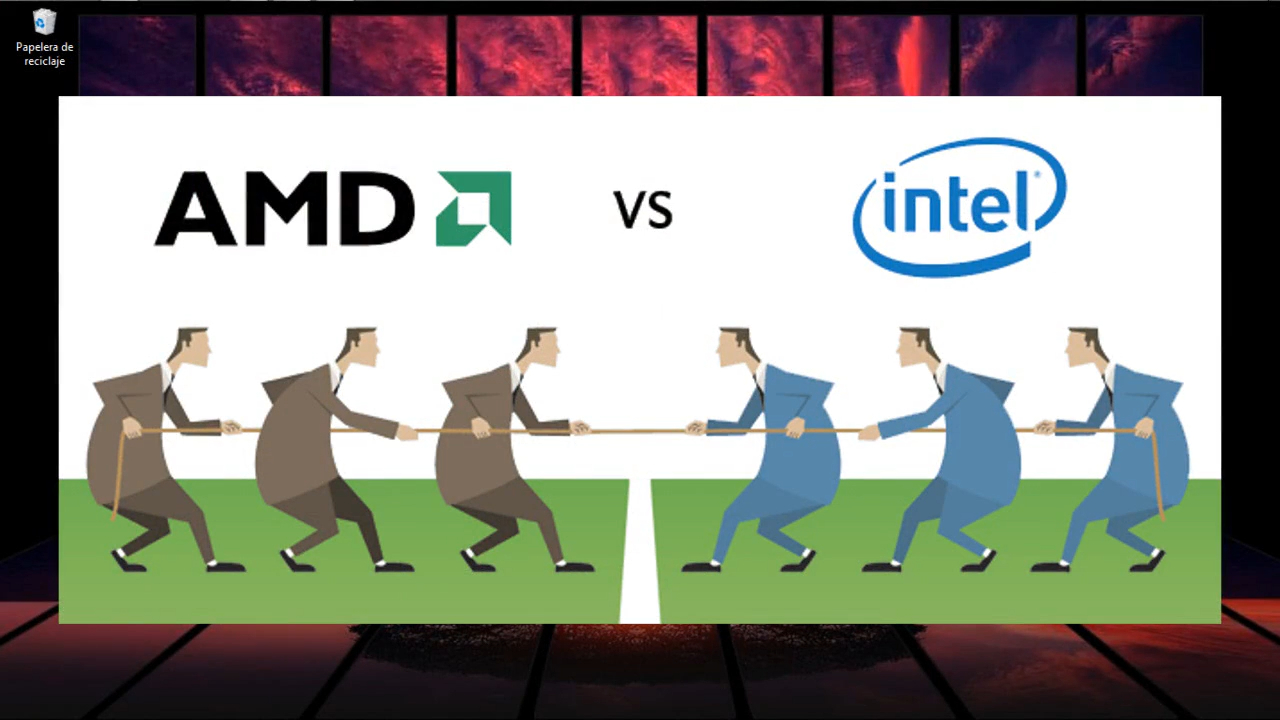 Papelera de
reciclaje
AMD
VS
intel